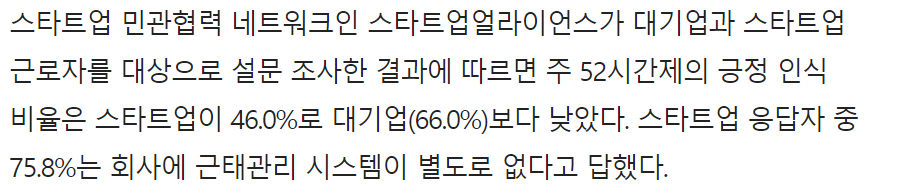 스타트업 민관협력 네트워크인 스타트업얼라이언스가 대기업과 스타트업
근로자를 대상으로 설문 조사한 결과에 따르면 주 52시간제의 긍정 인식
비율은 스타트업이 46.0%로 대기업(66.0%)보다 낮았다. 스타트업 응답자 중
75.8%는 회사에 근태관리 시스템이 별도로 없다고 답했다.